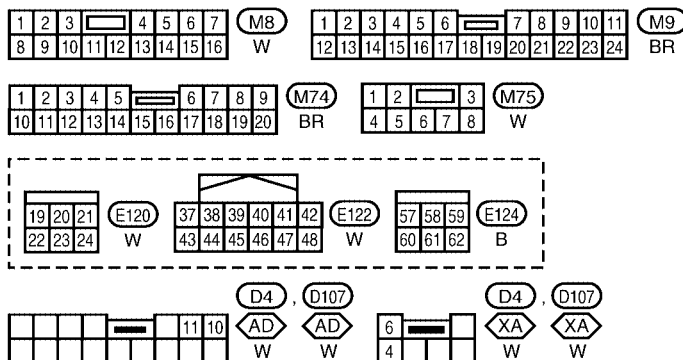 1 2 3 4 5 6 7 M8
8 9 10 11 12 13 14 15 16 W
1 2 3 4 5 6 7 8 9 10 11 M9
12 13 14 15 16 17 18 19 20 21 22 23 24 BR
1 2 3 4 5 6 7 8 9 M74
10 11 12 13 14 15 16 17 18 19 20 BR
1 2 3 M75
4 5 6 7 8 W
19 20 21 E120
22 23 24 W
37 38 39 40 41 42 E122
43 44 45 46 47 48 W
57 58 59 E124
60 61 62 B
D4 , D107
11 10 AD AD
W W
D4 , D107
6 XA XA
4 W W